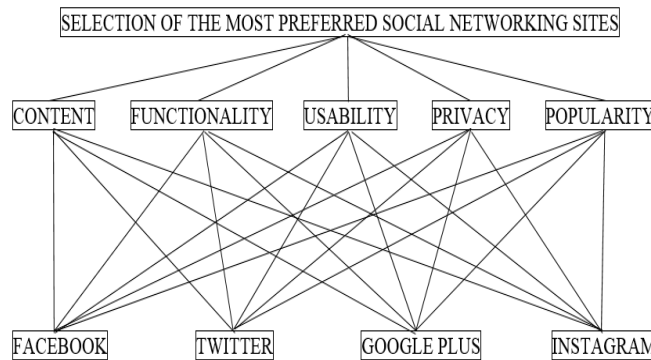 SELECTION OF THE MOST PREFERRED SOCIAL NETWORKING SITES
CONTENT FUNCTIONALITY USABILITY PRIVACY POPULARITY
FACEBOOK TWITTER GOOGLE PLUS INSTAGRAM